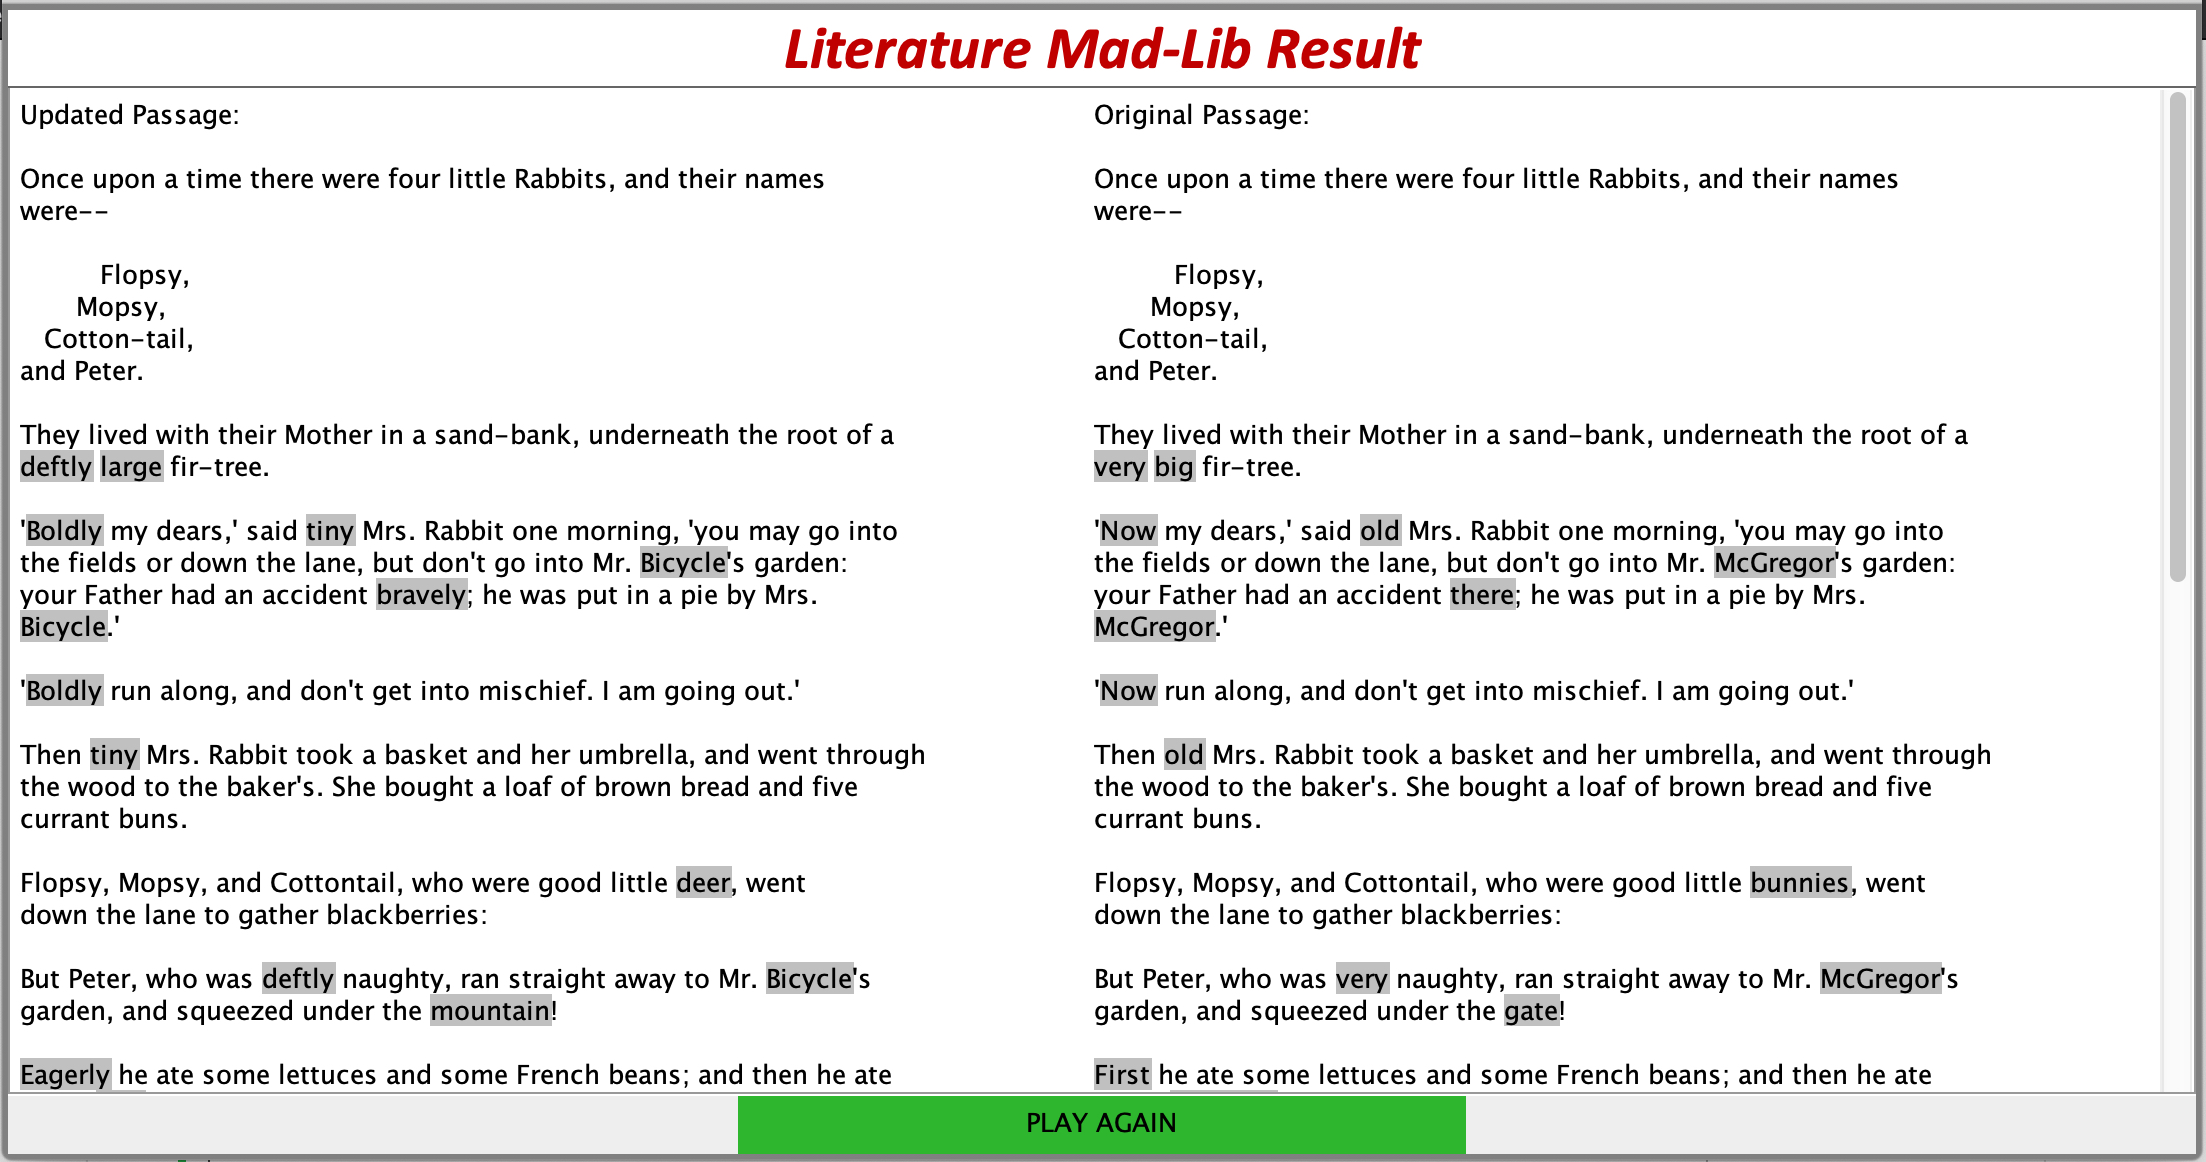 Literature Mad-Lib Result
Updated Passage:
Once upon a time there were four little Rabbits, and their names
were--
Flopsy,
Mopsy,
Cotton-tail,
and Peter.
They lived with their Mother in a sand-bank, underneath the root of a
deftly large fir-tree.
'Boldly my dears,' said tiny Mrs. Rabbit one morning, 'you may go into
the fields or down the lane, but don't go into Mr. Bicycle's garden:
your Father had an accident bravely; he was put in a pie by Mrs.
Bicycle.'
'Boldly run along, and don't get into mischief. I am going out.'
Then tiny Mrs. Rabbit took a basket and her umbrella, and went through
the wood to the baker's. She bought a loaf of brown bread and five
currant buns.
Flopsy, Mopsy, and Cottontail, who were good little deer, went
down the lane to gather blackberries:
But Peter, who was deftly naughty, ran straight away to Mr. Bicycle's
garden, and squeezed under the mountain!
Eagerly he ate some lettuces and some French beans; and then he ate
Original Passage:
Once upon a time there were four little Rabbits, and their names
were--
Flopsy,
Mopsy,
Cotton-tail,
and Peter.
They lived with their Mother in a sand-bank, underneath the root of a
very big fir-tree.
'Now my dears,' said old Mrs. Rabbit one morning, 'you may go into
the fields or down the lane, but don't go into Mr. McGregor's garden:
your Father had an accident there; he was put in a pie by Mrs.
McGregor.'
'Now run along, and don't get into mischief. I am going out.'
Then old Mrs. Rabbit took a basket and her umbrella, and went through
the wood to the baker's. She bought a loaf of brown bread and five
currant buns.
Flopsy, Mopsy, and Cottontail, who were good little bunnies, went
down the lane to gather blackberries:
But Peter, who was very naughty, ran straight away to Mr. McGregor's
garden, and squeezed under the gate!
First he ate some lettuces and some French beans; and then he ate
PLAY AGAIN